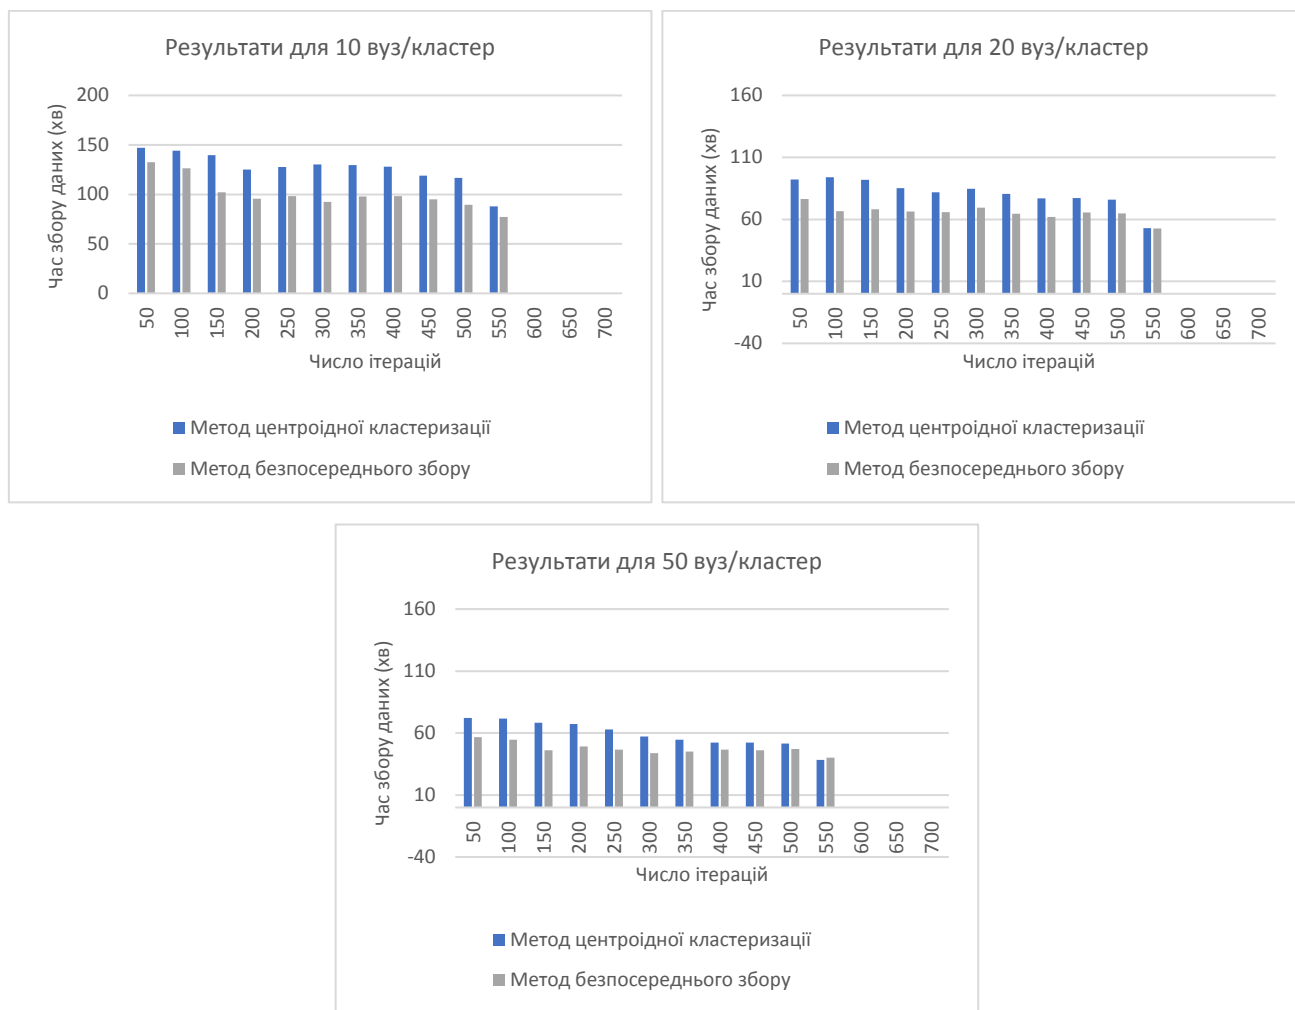 Результати для 10 вуз/кластер
Час збору даних (хв)
200
150
100
50
0
50 100 150 200 250 300 350 400 450 500 550 600 650 700
Число ітерацій
Метод центроідної кластеризації
Метод безпосереднього збору
Результати для 20 вуз/кластер
Час збору даних (хв)
160
110
60
10
-40
50 100 150 200 250 300 350 400 450 500 550 600 650 700
Число ітерацій
Метод центроідної кластеризації
Метод безпосереднього збору
Результати для 50 вуз/кластер
Час збору даних (хв)
160
110
60
10
-40
50 100 150 200 250 300 350 400 450 500 550 600 650 700
Число ітерацій
Метод центроідної кластеризації
Метод безпосереднього збору